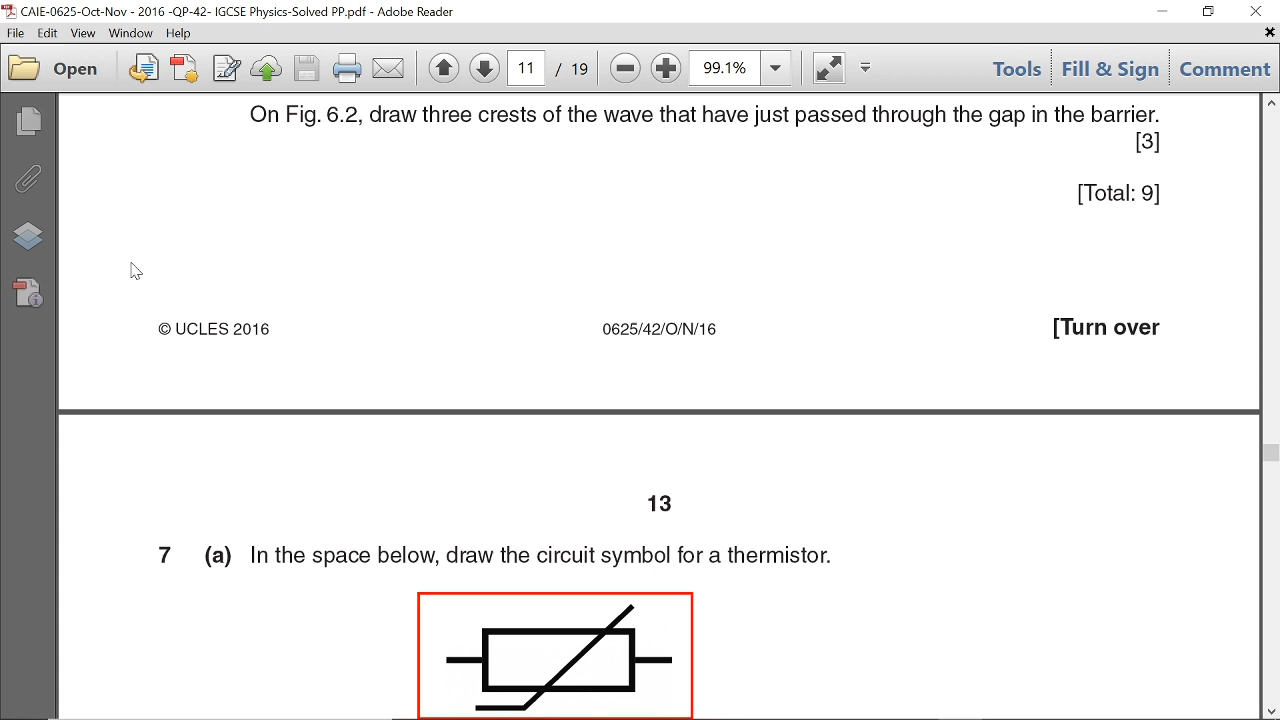 CAIE-0625-Oct-Nov - 2016 -QP-42- IGCSE Physics-Solved PP.pdf - Adobe Reader
File Edit View Window Help
Open 11 / 19 99.1% Tools Fill & Sign Comment
On Fig. 6.2, draw three crests of the wave that have just passed through the gap in the barrier.
[3]
[Total: 9]
© UCLES 2016 0625/42/O/N/16 [Turn over
13
7 (a) In the space below, draw the circuit symbol for a thermistor.